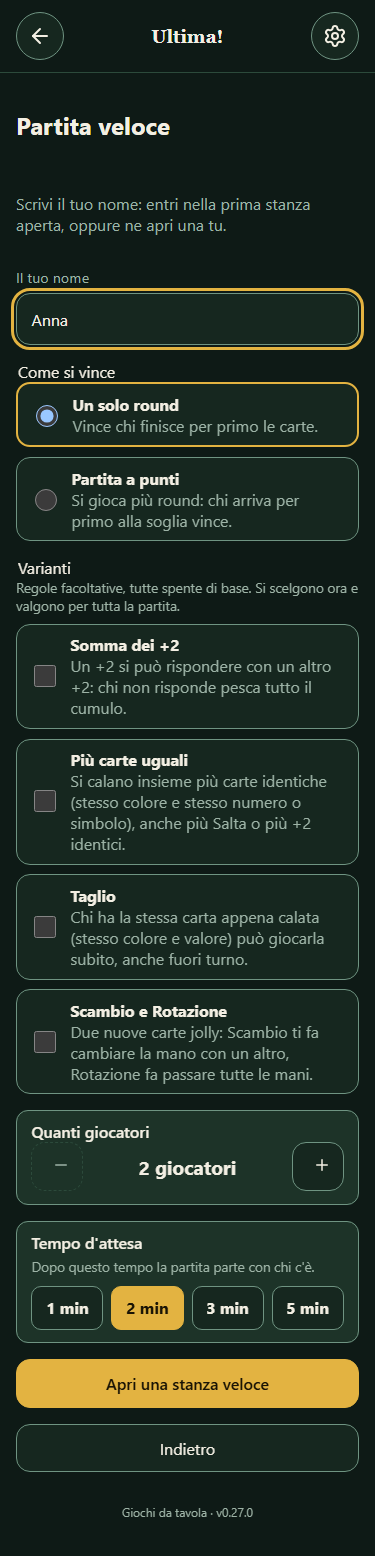 Ultima!
Partita veloce
Scrivi il tuo nome: entri nella prima stanza
aperta, oppure ne apri una tu.
Il tuo nome
Anna
Come si vince
Un solo round
Vince chi finisce per primo le carte.
Partita a punti
Si gioca più round: chi arriva per
primo alla soglia vince.
Varianti
Regole facoltative, tutte spente di base. Si scelgono ora e
valgono per tutta la partita.
Somma dei +2
Un +2 si può rispondere con un altro
+2: chi non risponde pesca tutto il
cumulo.
Più carte uguali
Si calano insieme più carte identiche
(stesso colore e stesso numero o
simbolo), anche più Salta o più +2
identici.
Taglio
Chi ha la stessa carta appena calata
(stesso colore e valore) può giocarla
subito, anche fuori turno.
Scambio e Rotazione
Due nuove carte jolly: Scambio ti fa
cambiare la mano con un altro,
Rotazione fa passare tutte le mani.
Quanti giocatori
− 2 giocatori +
Tempo d'attesa
Dopo questo tempo la partita parte con chi c'è.
1 min 2 min 3 min 5 min
Apri una stanza veloce
Indietro
Giochi da tavola · v0.27.0